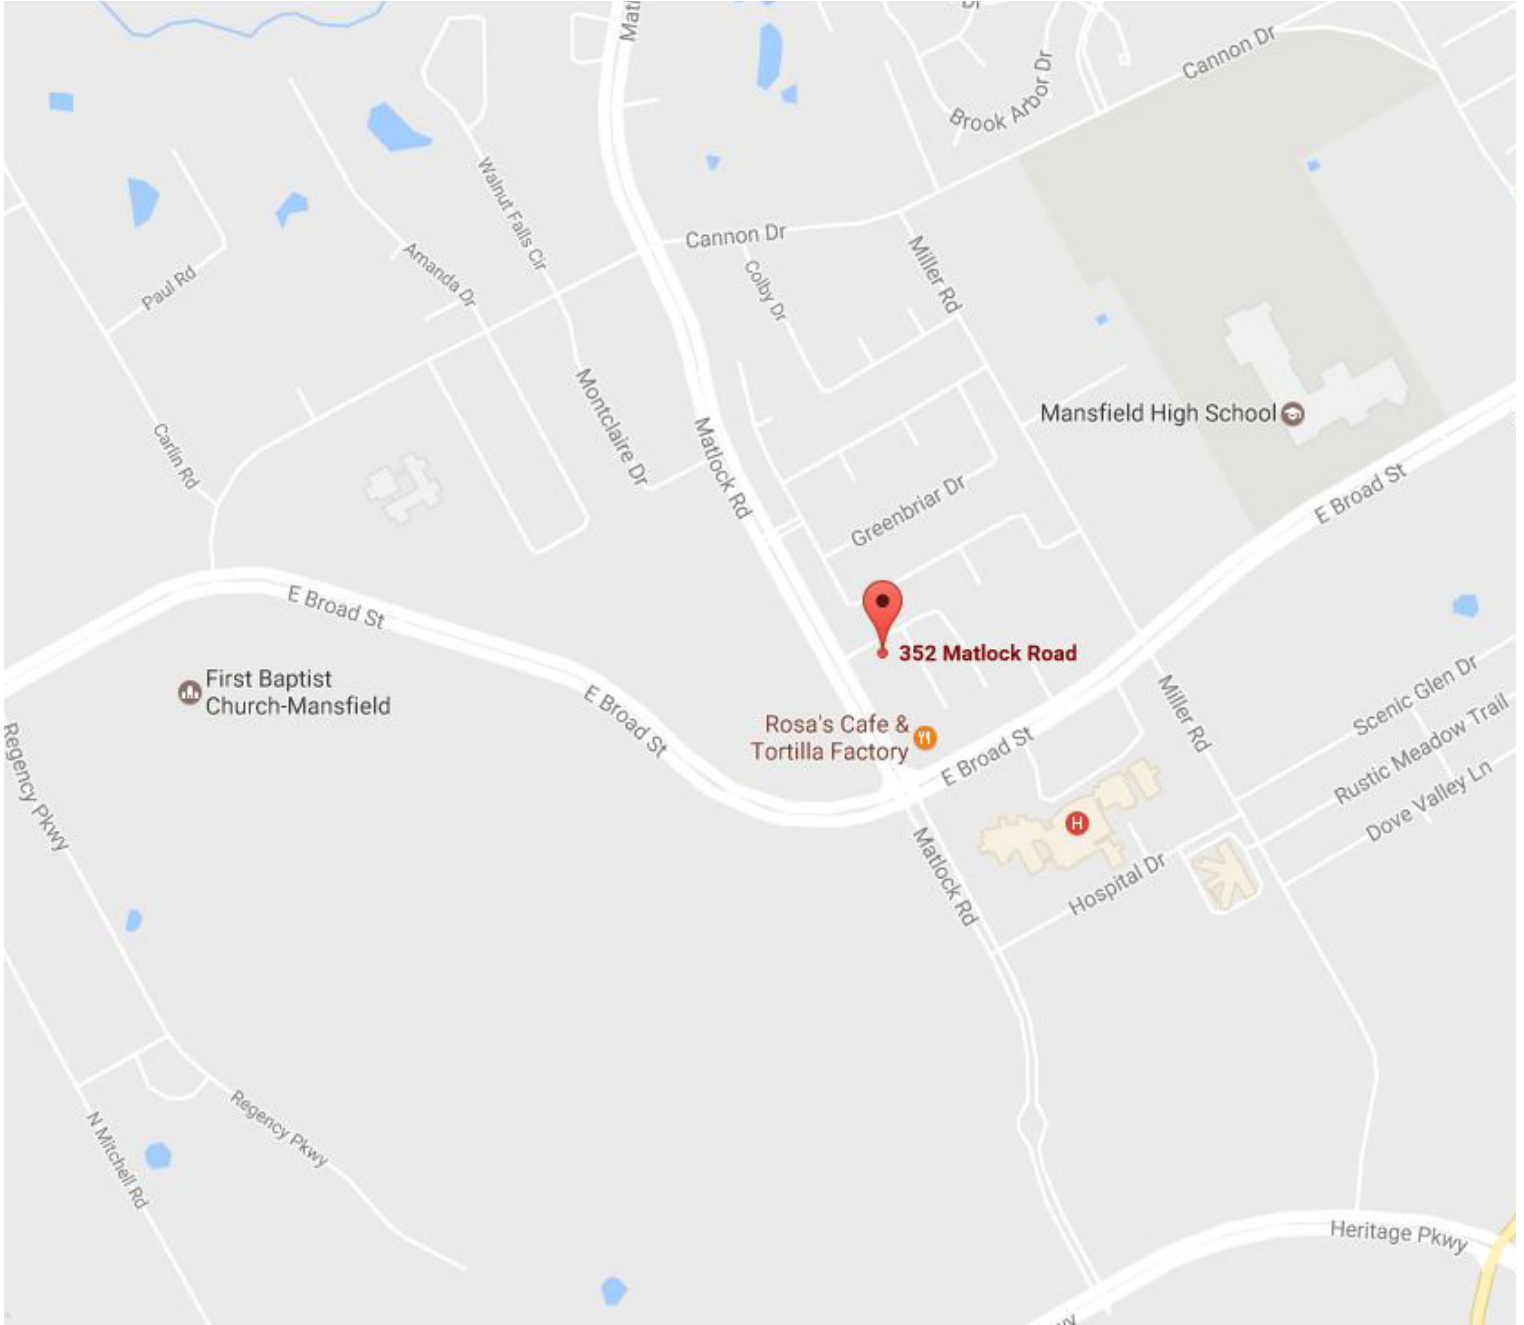 Matl
Dr
Cannon Dr
Brook Arbor Dr
Walnut Falls Cir
Cannon Dr
Miller Rd
Paul Rd
Amanda Dr
Colby Dr
Montclaire Dr
Mansfield High School
Carlin Rd
Matlock Rd
E Broad St
Greenbriar Dr
E Broad St
352 Matlock Road
First Baptist
Church-Mansfield
E Broad St
Miller Rd
Scenic Glen Dr
Rosa's Cafe &
Tortilla Factory
E Broad St
Rustic Meadow Trail
Regency Pkwy
Dove Valley Ln
H
Matlock Rd
Hospital Dr
Regency Pkwy
N Mitchell Rd
Heritage Pkwy